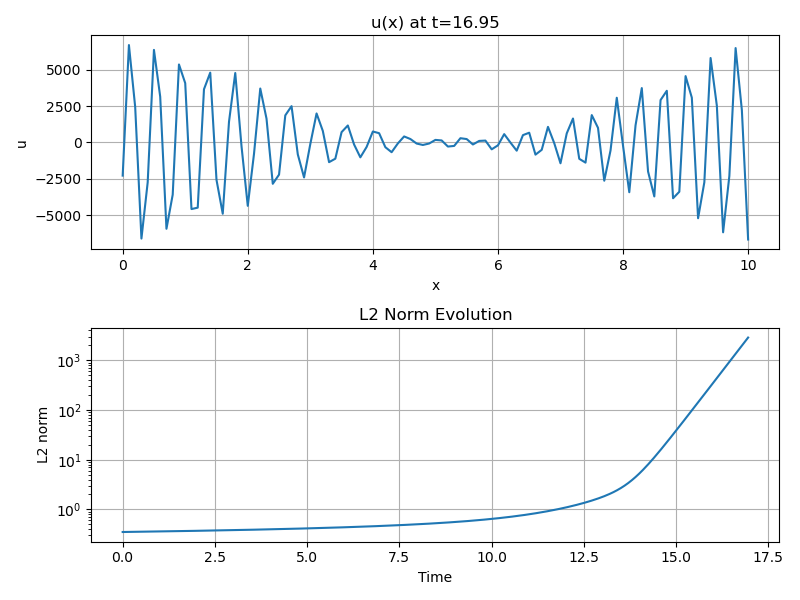 u(x) at t=16.95
u
5000
2500
0
−2500
−5000
0 2 4 6 8 10
x
L2 Norm Evolution
L2 norm
10³
10²
10¹
10⁰
0.0 2.5 5.0 7.5 10.0 12.5 15.0 17.5
Time